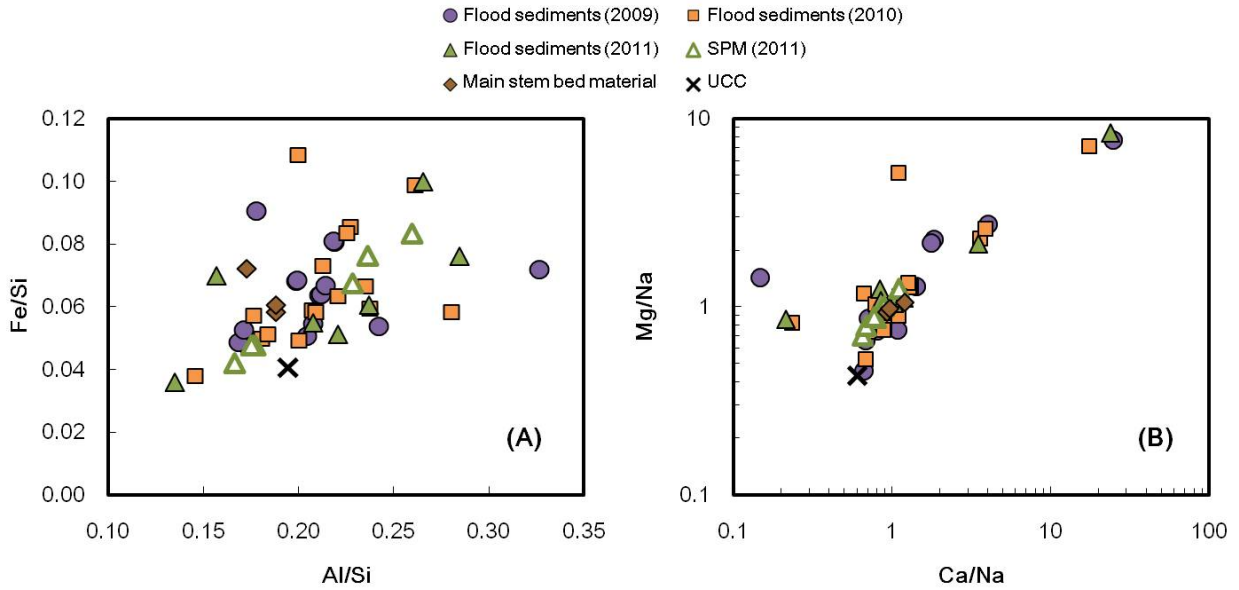 Flood sediments (2009)
Flood sediments (2010)
Flood sediments (2011)
SPM (2011)
Main stem bed material
UCC
0.12
0.10
0.08
0.06
0.04
0.02
0.00
Fe/Si
(A)
0.10 0.15 0.20 0.25 0.30 0.35
Al/Si
10
1
0.1
Mg/Na
(B)
0.1 1 10 100
Ca/Na